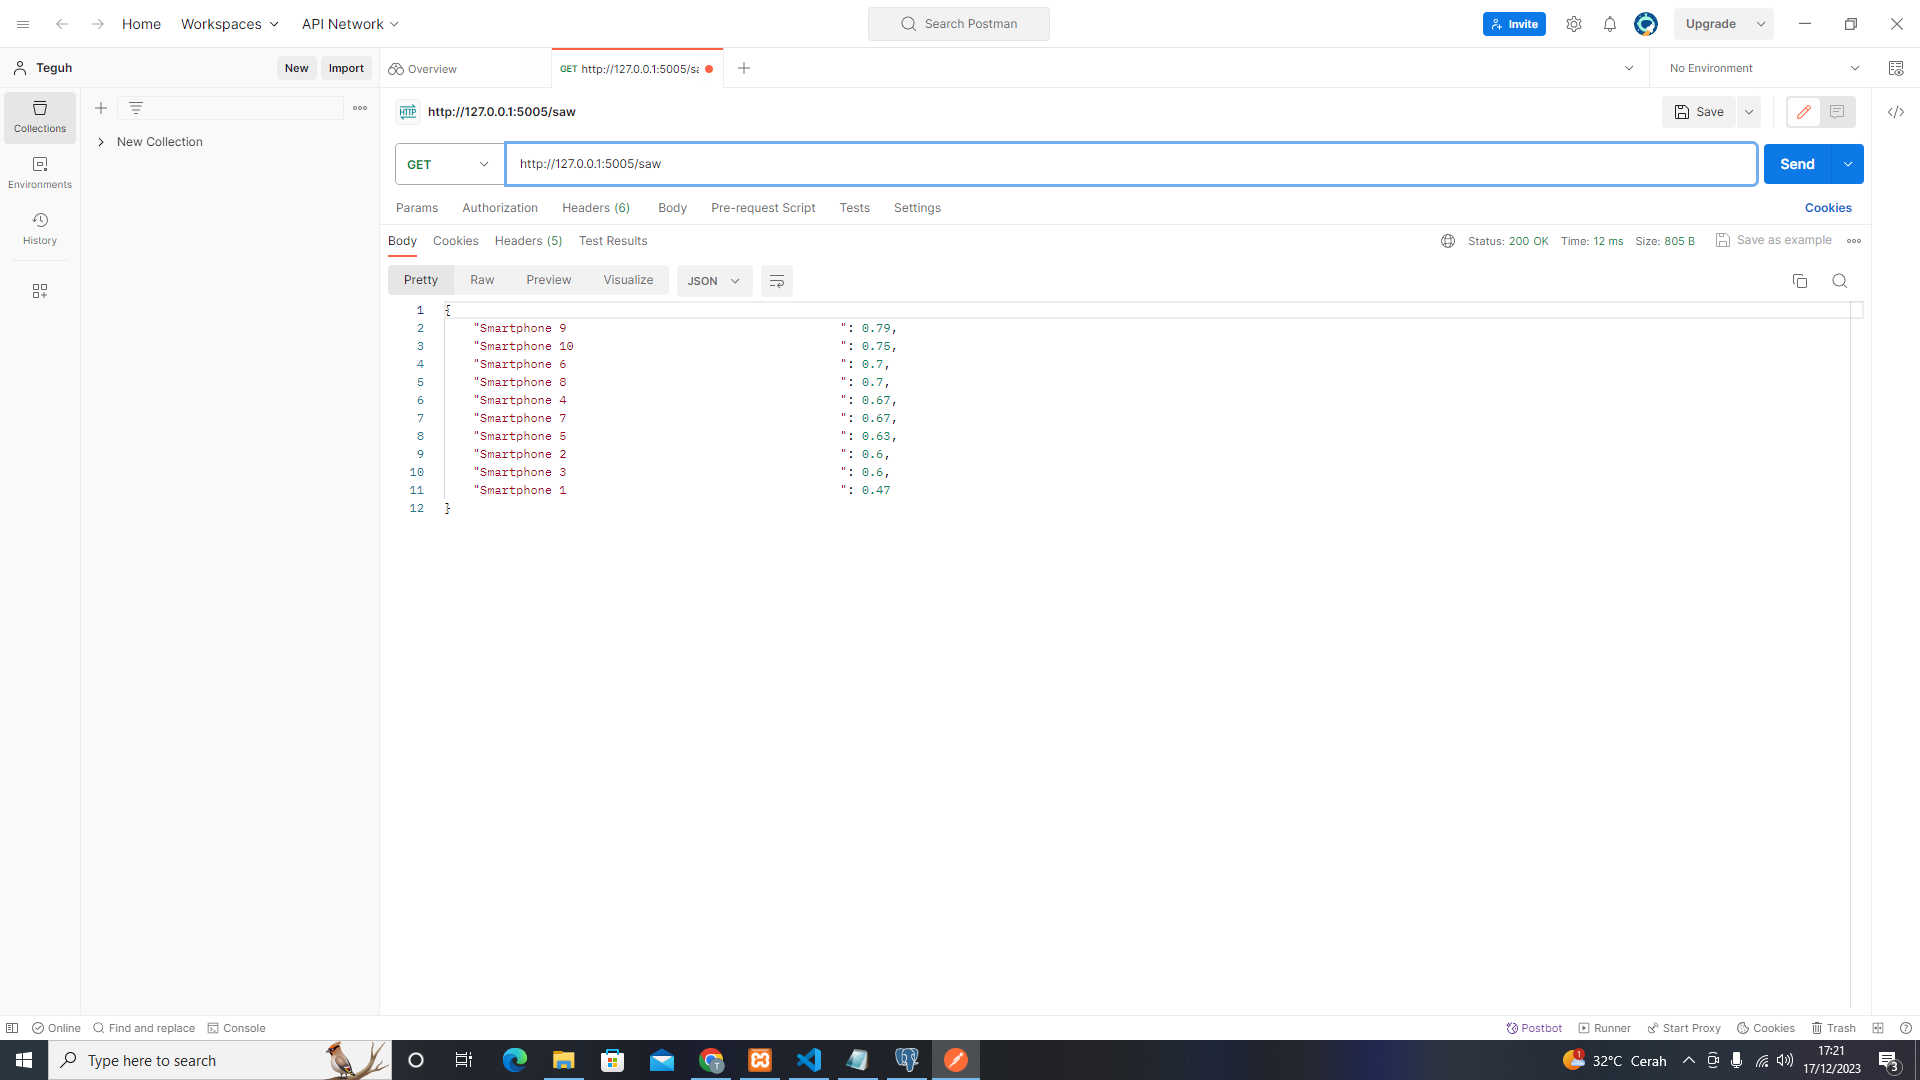 Home Workspaces API Network
Search Postman
Invite
Upgrade
Teguh
New Import
Overview
GET http://127.0.0.1:5005/sa
No Environment
Collections
Environments
History
New Collection
HTTP http://127.0.0.1:5005/saw
Save
GET http://127.0.0.1:5005/saw
Send
Params Authorization Headers (6) Body Pre-request Script Tests Settings Cookies
Body Cookies Headers (5) Test Results
Status: 200 OK Time: 12 ms Size: 805 B Save as example
Pretty Raw Preview Visualize JSON
1 {
2 "Smartphone 9 ": 0.79,
3 "Smartphone 10 ": 0.75,
4 "Smartphone 6 ": 0.7,
5 "Smartphone 8 ": 0.7,
6 "Smartphone 4 ": 0.67,
7 "Smartphone 7 ": 0.67,
8 "Smartphone 5 ": 0.63,
9 "Smartphone 2 ": 0.6,
10 "Smartphone 3 ": 0.6,
11 "Smartphone 1 ": 0.47
12 }
Online Find and replace Console
Postbot Runner Start Proxy Cookies Trash
Type here to search
T
1
32°C Cerah
17:21
17/12/2023
3